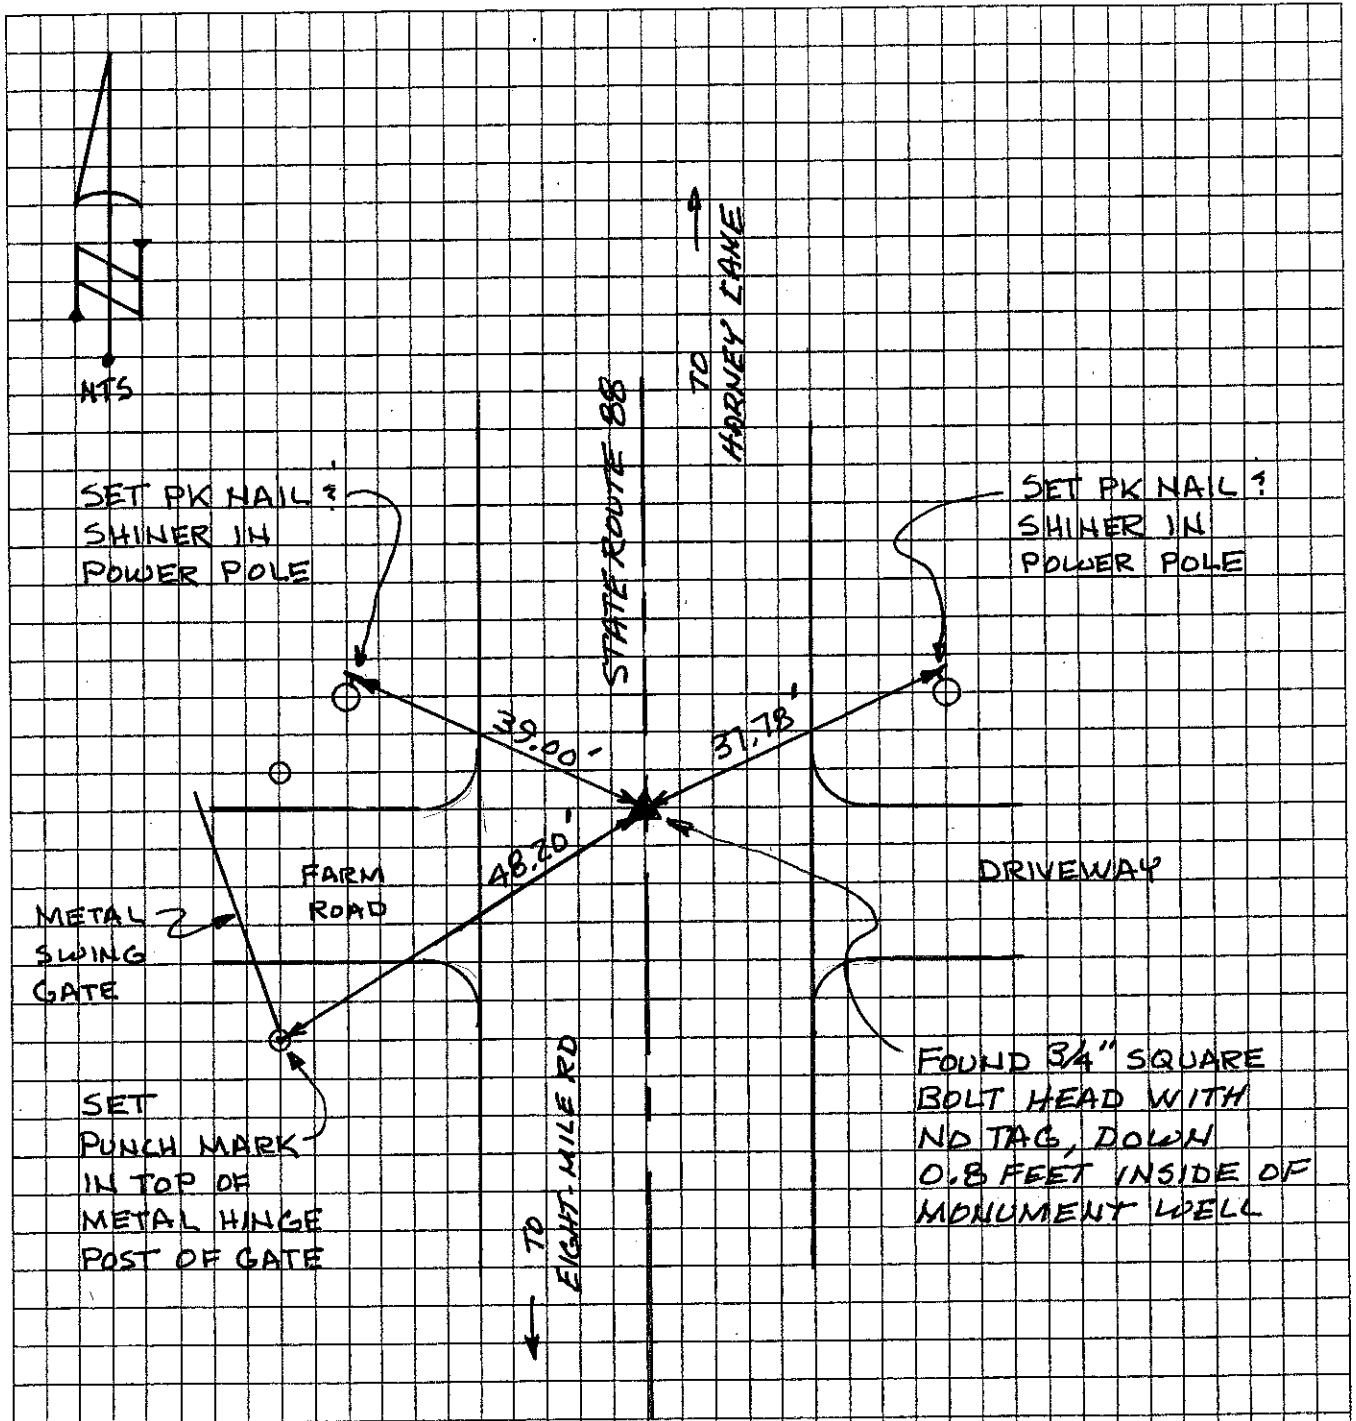 NTS
TO
HARNEY LANE
STATE ROUTE 88
SET PK NAIL &
SHINER IN
POWER POLE
SET PK NAIL &
SHINER IN
POWER POLE
39.00'
37.78'
48.20'
FARM
ROAD
DRIVEWAY
METAL
SWING
GATE
SET
PUNCH MARK
IN TOP OF
METAL HINGE
POST OF GATE
TO
EIGHT-MILE RD
FOUND 3/4" SQUARE
BOLT HEAD WITH
NO TAG, DOWN
0.8 FEET INSIDE OF
MONUMENT WELL